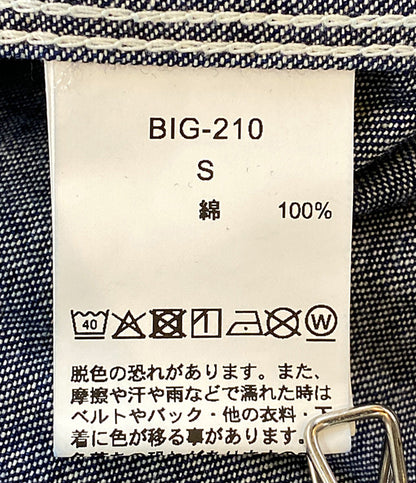 BIG-210
S
綿 100%
40
W
脱色の恐れがあります。また、
摩擦や汗や雨などで濡れた時は
ベルトやバック・他の衣料・下
着に色が移る事があります。